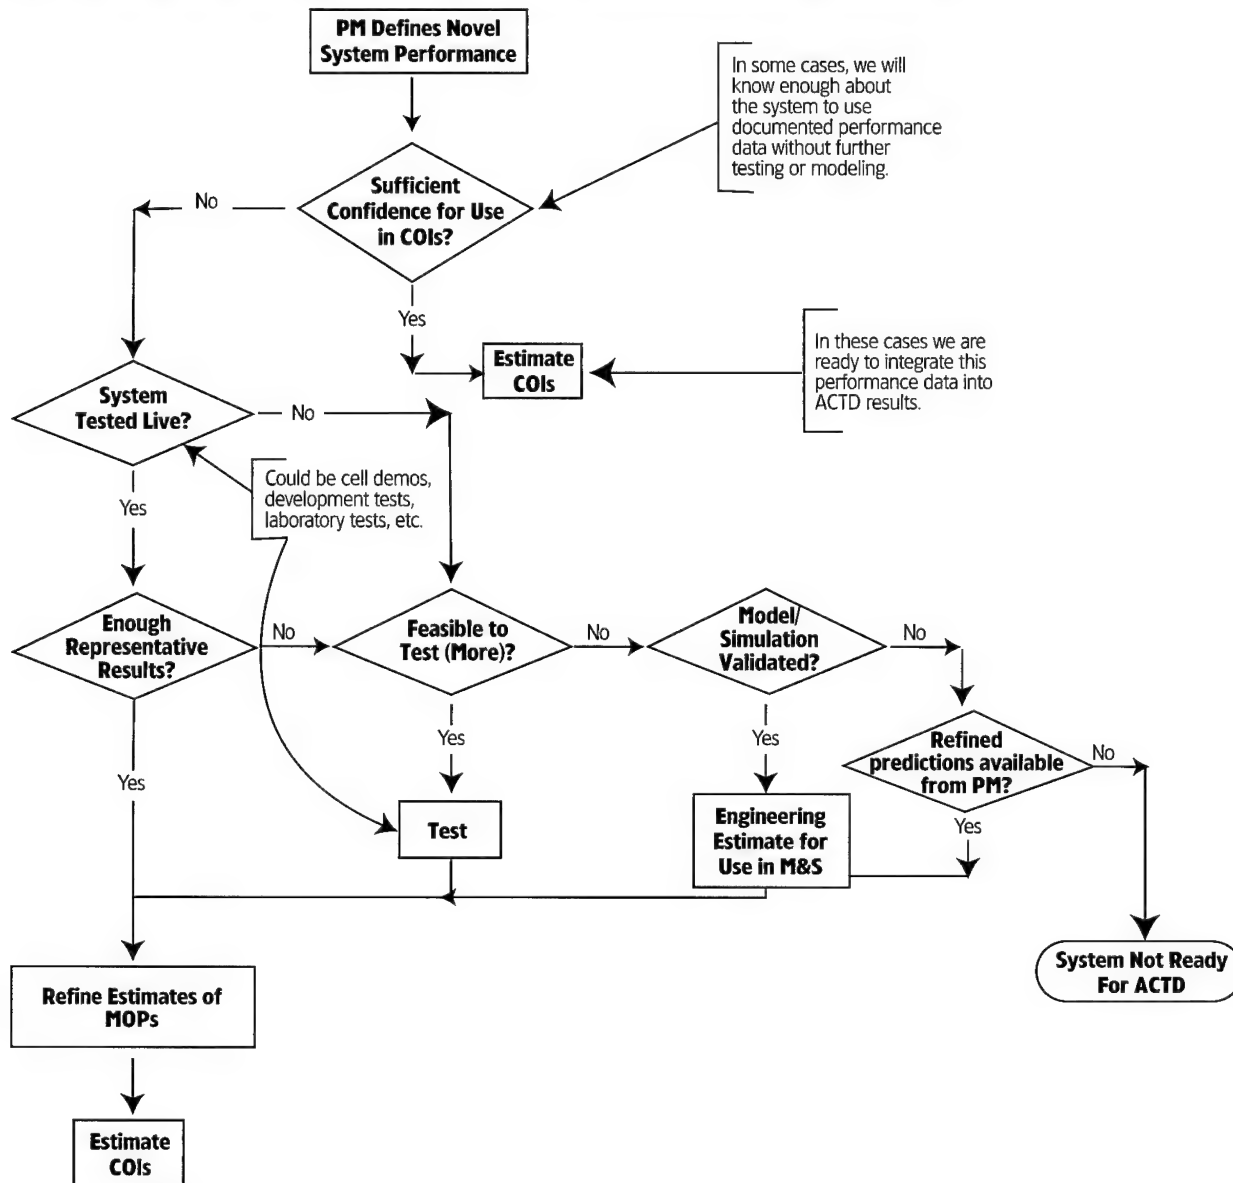 PM Defines Novel
System Performance
In some cases, we will
know enough about
the system to use
documented performance
data without further
testing or modeling.
Sufficient
Confidence for Use
in COIs?
No
Yes
Estimate
COIs
In these cases we are
ready to integrate this
performance data into
ACTD results.
System
Tested Live?
No
Yes
Could be cell demos,
development tests,
laboratory tests, etc.
Enough
Representative
Results?
No
Feasible to
Test (More)?
No
Model/
Simulation
Validated?
No
Yes
Yes
Yes
Refined
predictions available
from PM?
No
Yes
Test
Engineering
Estimate for
Use in M&S
System Not Ready
For ACTD
Refine Estimates of
MOPs
Estimate
COIs